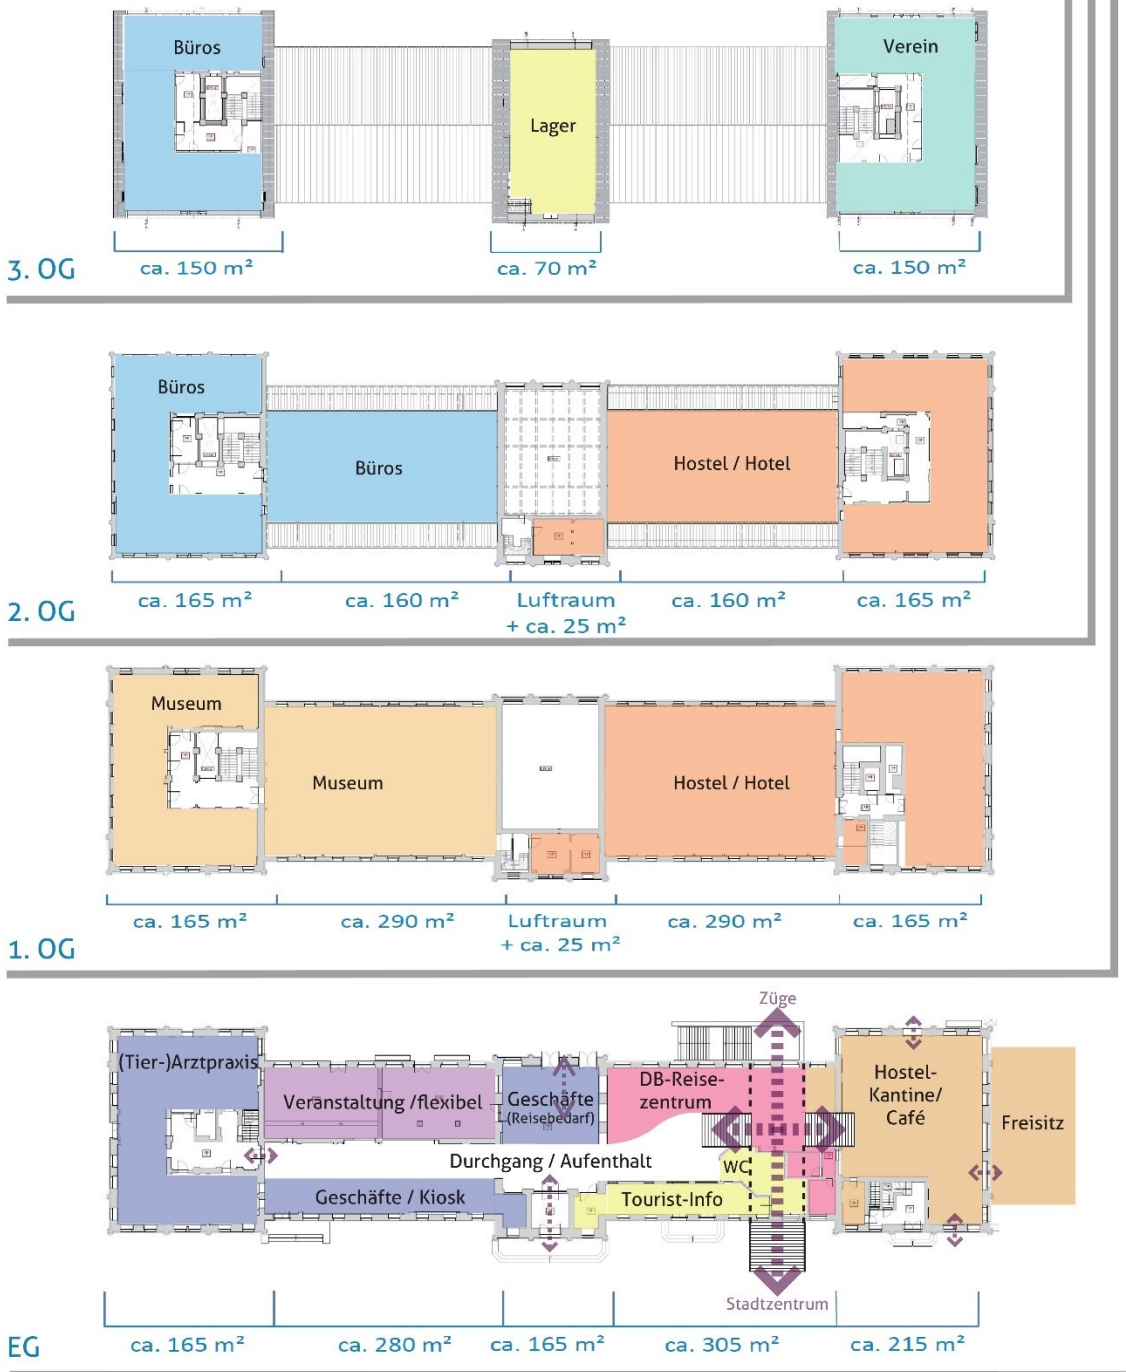 Büros
Verein
Lager
3. OG
ca. 150 m²
ca. 70 m²
ca. 150 m²
Büros
Büros
Hostel / Hotel
2. OG
ca. 165 m²
ca. 160 m²
Luftraum
+ ca. 25 m²
ca. 160 m²
ca. 165 m²
Museum
Museum
Hostel / Hotel
1. OG
ca. 165 m²
ca. 290 m²
Luftraum
+ ca. 25 m²
ca. 290 m²
ca. 165 m²
Züge
(Tier-)Arztpraxis
Veranstaltung /flexibel
Geschäfte
(Reisebedarf)
DB-Reise-
zentrum
Hostel-
Kantine/
Café
Freisitz
Durchgang / Aufenthalt
WC
Geschäfte / Kiosk
Tourist-Info
Stadtzentrum
EG
ca. 165 m²
ca. 280 m²
ca. 165 m²
ca. 305 m²
ca. 215 m²